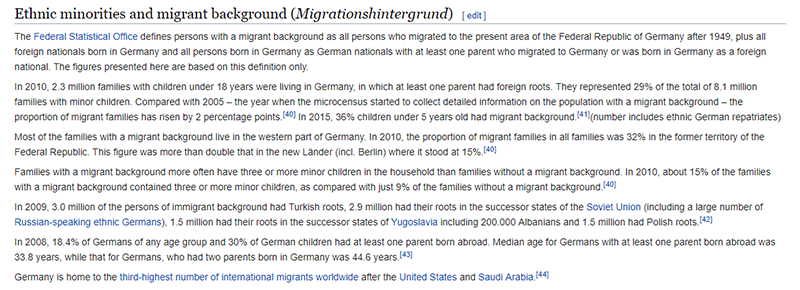 Ethnic minorities and migrant background (Migrationshintergrund) [ edit ]
The Federal Statistical Office defines persons with a migrant background as all persons who migrated to the present area of the Federal Republic of Germany after 1949, plus all
foreign nationals born in Germany and all persons born in Germany as German nationals with at least one parent who migrated to Germany or was born in Germany as a foreign
national. The figures presented here are based on this definition only.
In 2010, 2.3 million families with children under 18 years were living in Germany, in which at least one parent had foreign roots. They represented 29% of the total of 8.1 million
families with minor children. Compared with 2005 – the year when the microcensus started to collect detailed information on the population with a migrant background – the
proportion of migrant families has risen by 2 percentage points.[40] In 2015, 36% children under 5 years old had migrant background.[41](number includes ethnic German repatriates)
Most of the families with a migrant background live in the western part of Germany. In 2010, the proportion of migrant families in all families was 32% in the former territory of the
Federal Republic. This figure was more than double that in the new Länder (incl. Berlin) where it stood at 15%.[40]
Families with a migrant background more often have three or more minor children in the household than families without a migrant background. In 2010, about 15% of the families
with a migrant background contained three or more minor children, as compared with just 9% of the families without a migrant background.[40]
In 2009, 3.0 million of the persons of immigrant background had Turkish roots, 2.9 million had their roots in the successor states of the Soviet Union (including a large number of
Russian-speaking ethnic Germans), 1.5 million had their roots in the successor states of Yugoslavia including 200.000 Albanians and 1.5 million had Polish roots.[42]
In 2008, 18.4% of Germans of any age group and 30% of German children had at least one parent born abroad. Median age for Germans with at least one parent born abroad was
33.8 years, while that for Germans, who had two parents born in Germany was 44.6 years.[43]
Germany is home to the third-highest number of international migrants worldwide after the United States and Saudi Arabia.[44]